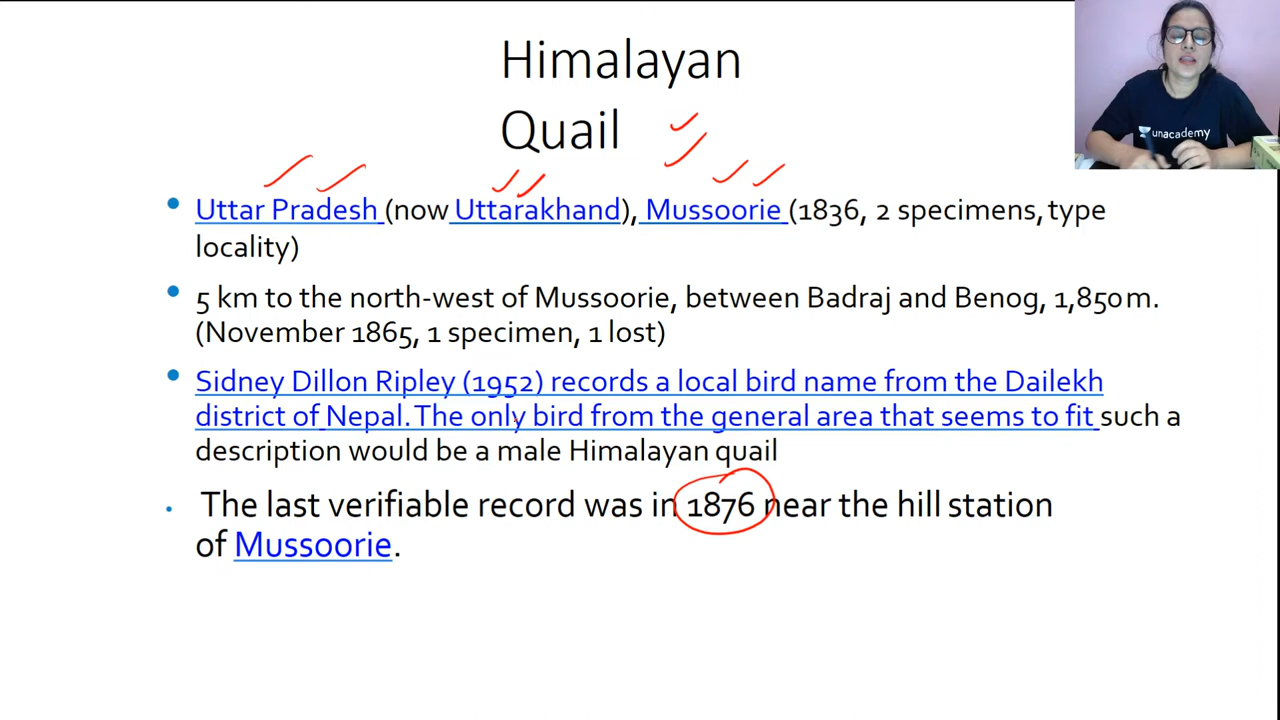 Himalayan
Quail
unacademy
• Uttar Pradesh (now Uttarakhand), Mussoorie (1836, 2 specimens, type
locality)
• 5 km to the north-west of Mussoorie, between Badraj and Benog, 1,850m.
(November 1865, 1 specimen, 1 lost)
• Sidney Dillon Ripley (1952) records a local bird name from the Dailekh
district of Nepal. The only bird from the general area that seems to fit such a
description would be a male Himalayan quail
• The last verifiable record was in 1876 near the hill station
of Mussoorie.